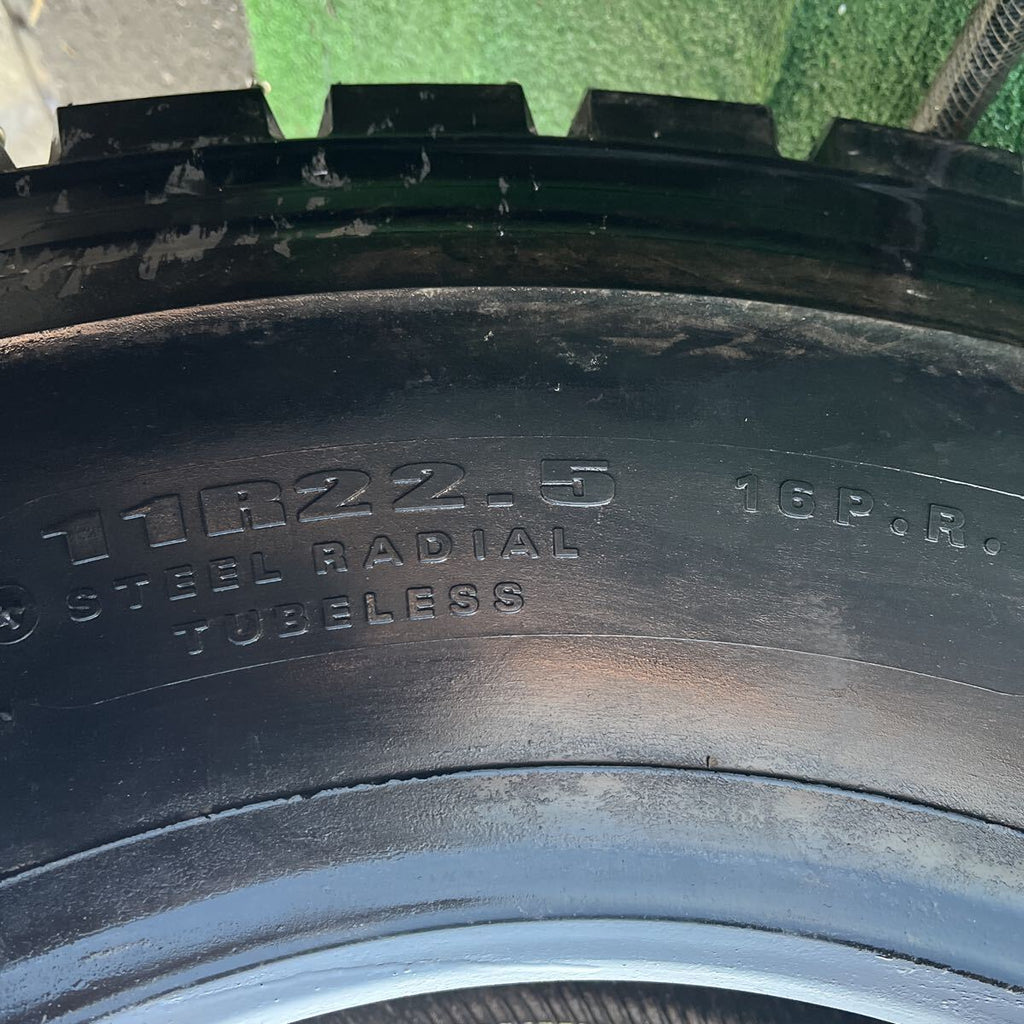 11R22.5
16P.R.
STEEL RADIAL
TUBELESS